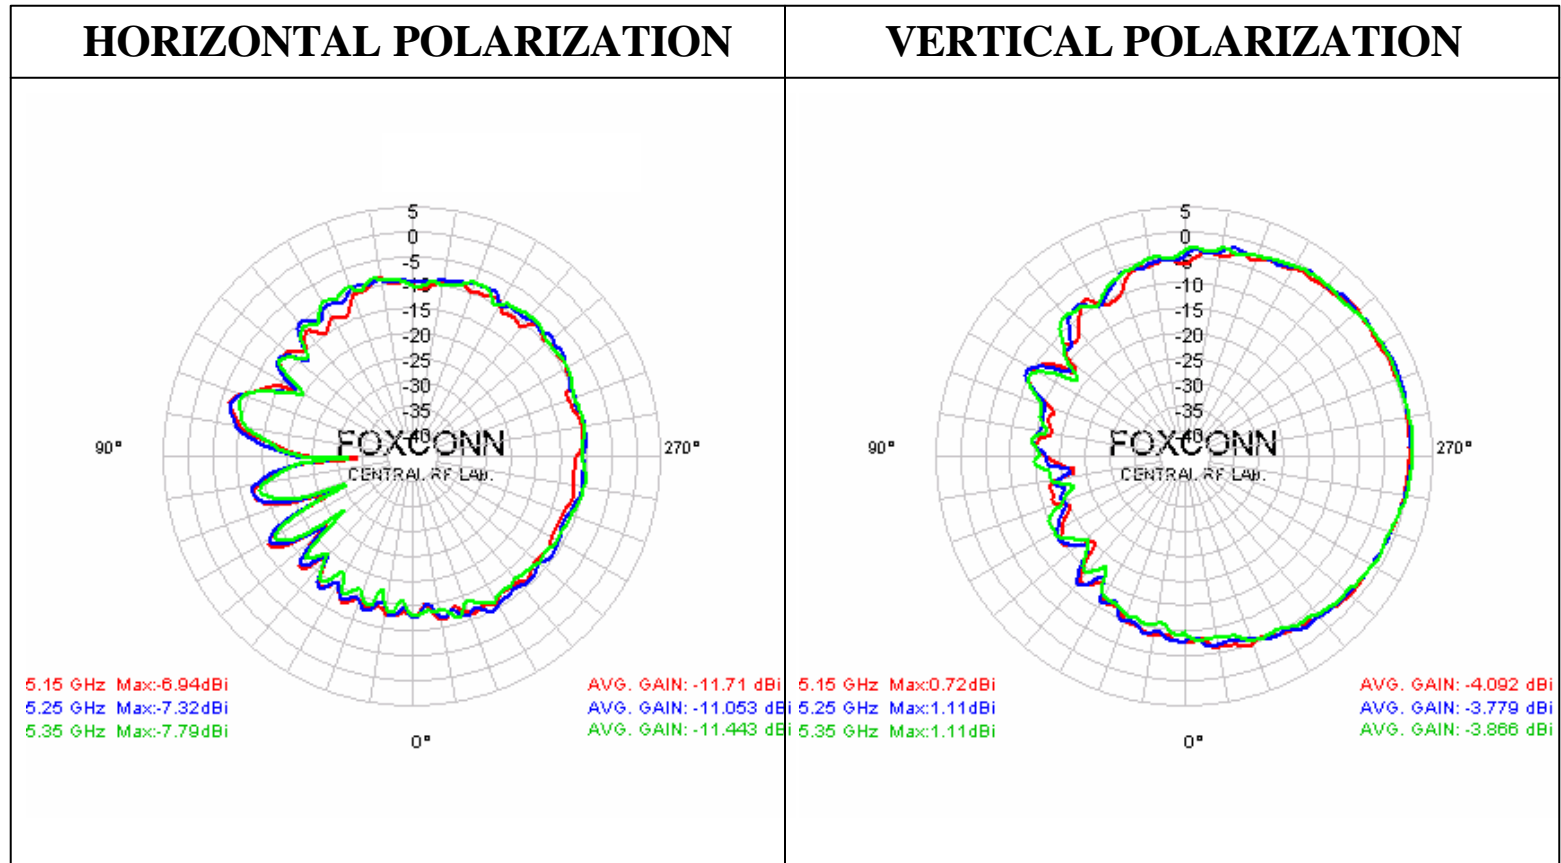 HORIZONTAL POLARIZATION
5
0
-5
-10
-15
-20
-25
-30
-35
-40
90°
FOXCONN
270°
CENTRAL RF LAB.
5.15 GHz Max:-6.94dBi
AVG. GAIN: -11.71 dBi
5.25 GHz Max:-7.32dBi
AVG. GAIN: -11.053 dBi
5.35 GHz Max:-7.79dBi
AVG. GAIN: -11.443 dBi
0°
VERTICAL POLARIZATION
5
0
-5
-10
-15
-20
-25
-30
-35
-40
90°
FOXCONN
270°
CENTRAL RF LAB.
5.15 GHz Max:0.72dBi
AVG. GAIN: -4.092 dBi
5.25 GHz Max:1.11dBi
AVG. GAIN: -3.779 dBi
5.35 GHz Max:1.11dBi
AVG. GAIN: -3.866 dBi
0°